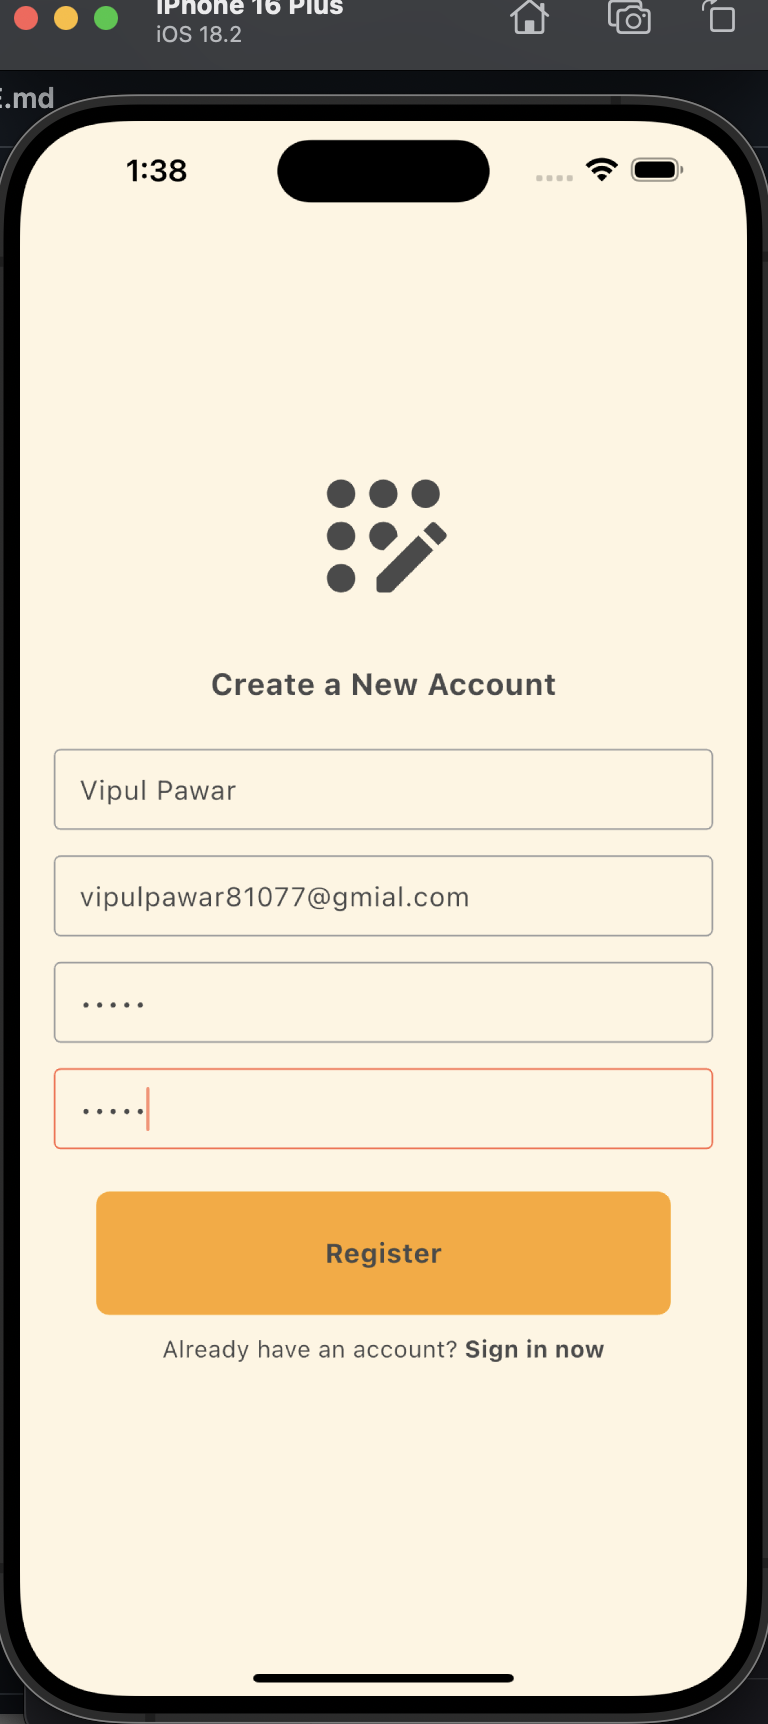 iPhone 16 Plus
iOS 18.2
E.md
1:38
Create a New Account
Vipul Pawar
vipulpawar81077@gmial.com
•••••
•••••
Register
Already have an account? Sign in now